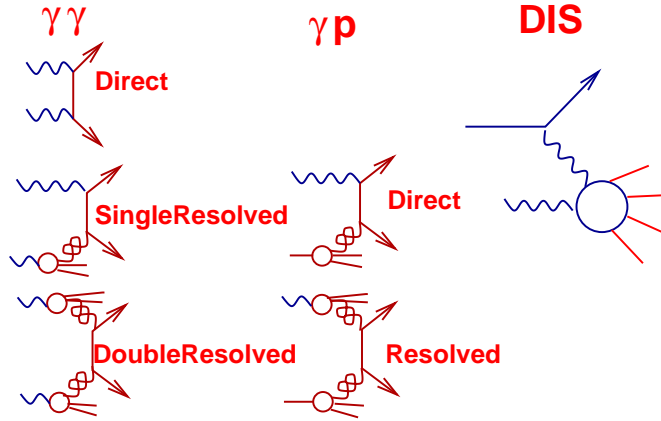 γγ
γp
DIS
Direct
SingleResolved
Direct
DoubleResolved
Resolved